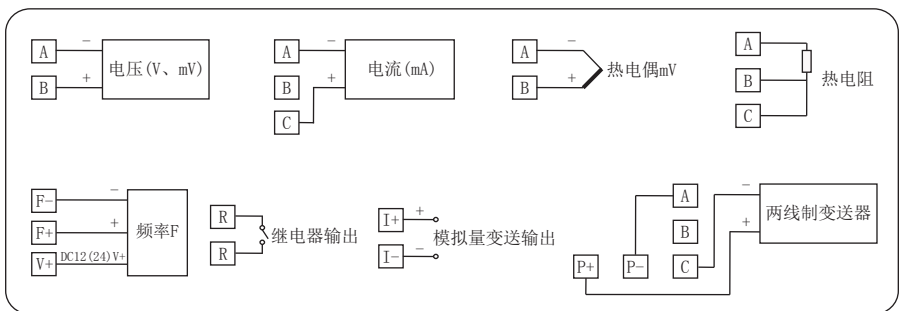 A
−
B
+
电压(V、mV)
A
−
B
+
C
电流(mA)
A
−
B
+
热电偶mV
A
B
C
热电阻
F−
−
F+
+
V+
DC12(24)V+
频率F
R
R
继电器输出
I+
+
I−
−
模拟量变送输出
P+
P−
A
B
C
−
+
两线制变送器